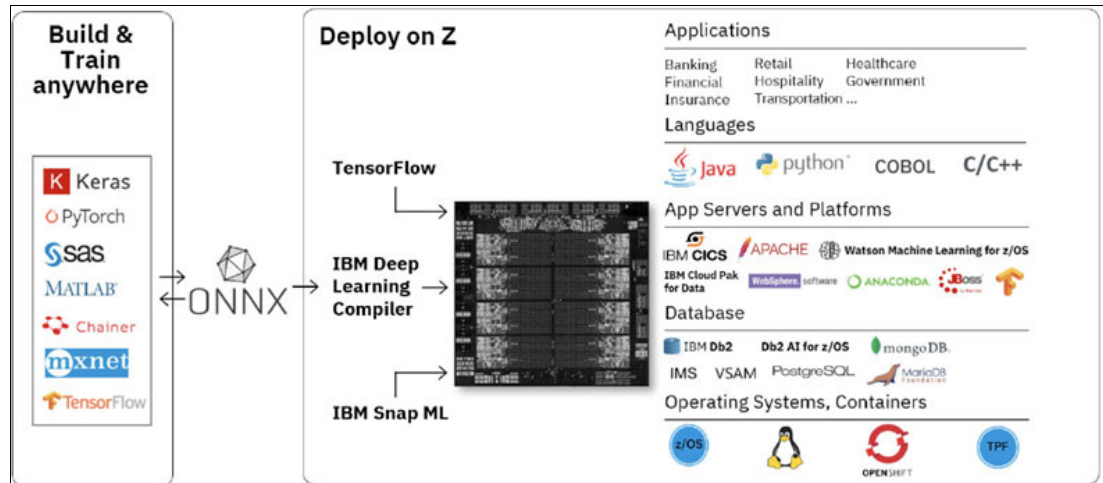 Build &
Train
anywhere
K Keras
PyTorch
sas
MATLAB
Chainer
mxnet
TensorFlow
ONNX
Deploy on Z
TensorFlow
IBM Deep
Learning
Compiler
IBM Snap ML
Applications
Banking Retail Healthcare
Financial Hospitality Government
Insurance Transportation ...
Languages
Java python COBOL C/C++
App Servers and Platforms
IBM CICS APACHE Watson Machine Learning for z/OS
IBM Cloud Pak
for Data WebSphere. software ANACONDA. JBoss
Database
IBM Db2 Db2 AI for z/OS mongoDB.
IMS VSAM PostgreSQL MariaDB
Foundation
Operating Systems, Containers
z/OS OPENSHIFT TPF